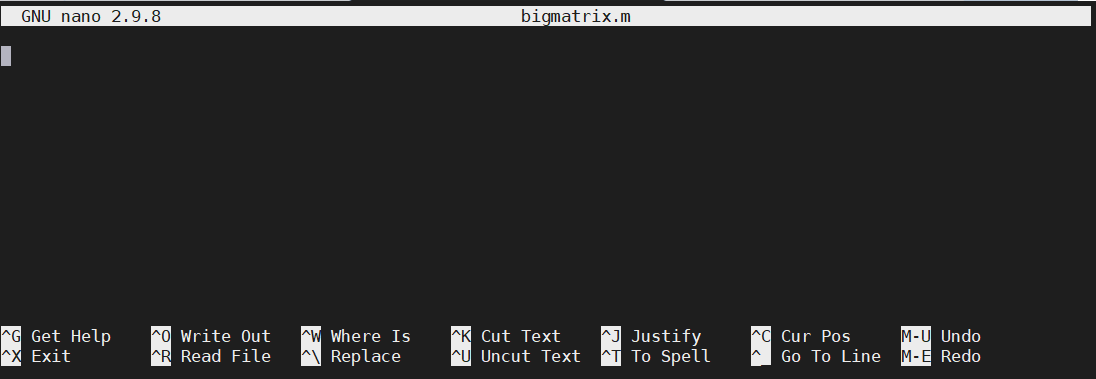 GNU nano 2.9.8 bigmatrix.m
^G Get Help ^O Write Out ^W Where Is ^K Cut Text ^J Justify ^C Cur Pos M-U Undo
^X Exit ^R Read File ^\ Replace ^U Uncut Text ^T To Spell ^_ Go To Line M-E Redo